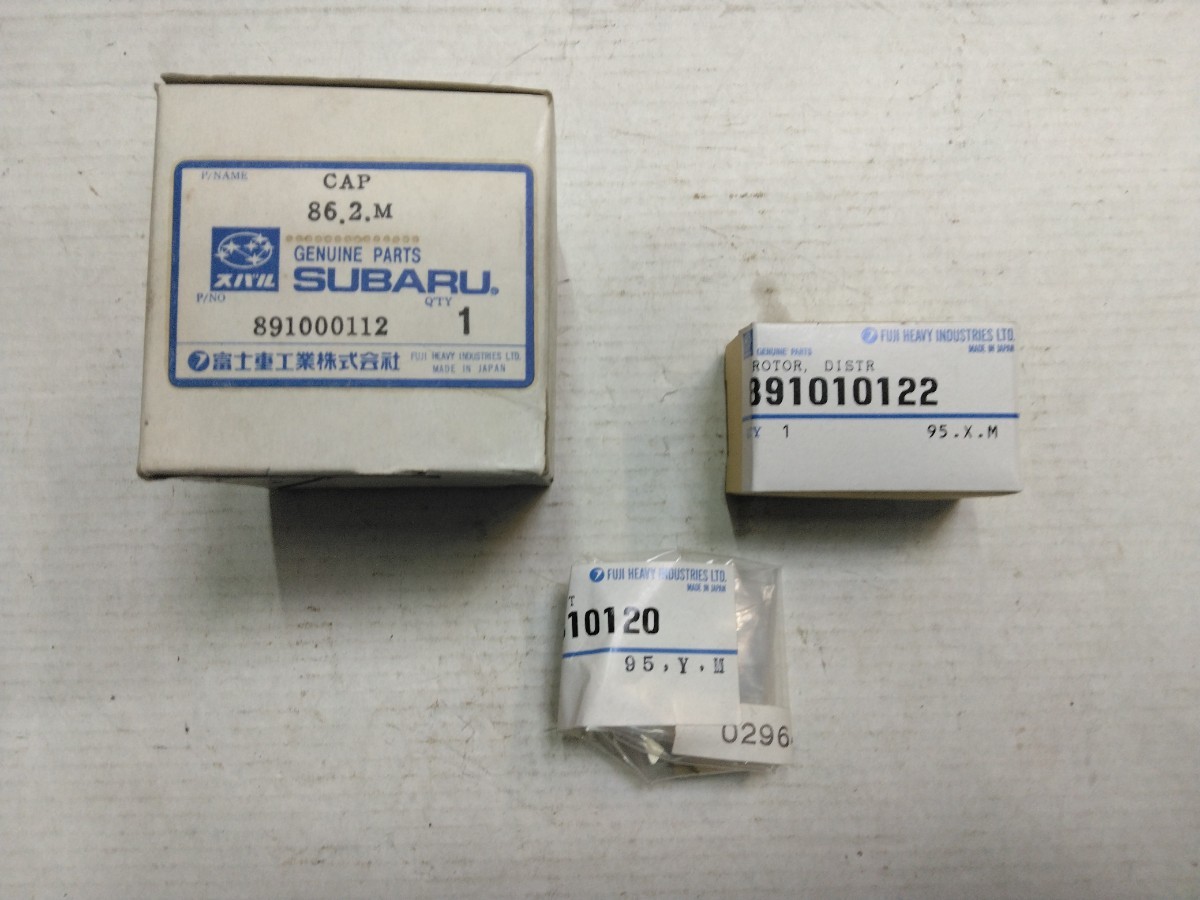 P/NAME
CAP
86.2.M
GENUINE PARTS
スバル
SUBARU
P/NO
Q'TY
891000112
1
富士重工業株式会社
FUJI HEAVY INDUSTRIES LTD.
MADE IN JAPAN
FUJI HEAVY INDUSTRIES LTD.
MADE IN JAPAN
GENUINE PARTS
ROTOR, DISTR
891010122
1
95.X.M
FUJI HEAVY INDUSTRIES LTD.
MADE IN JAPAN
10120
95,Y,M
0296